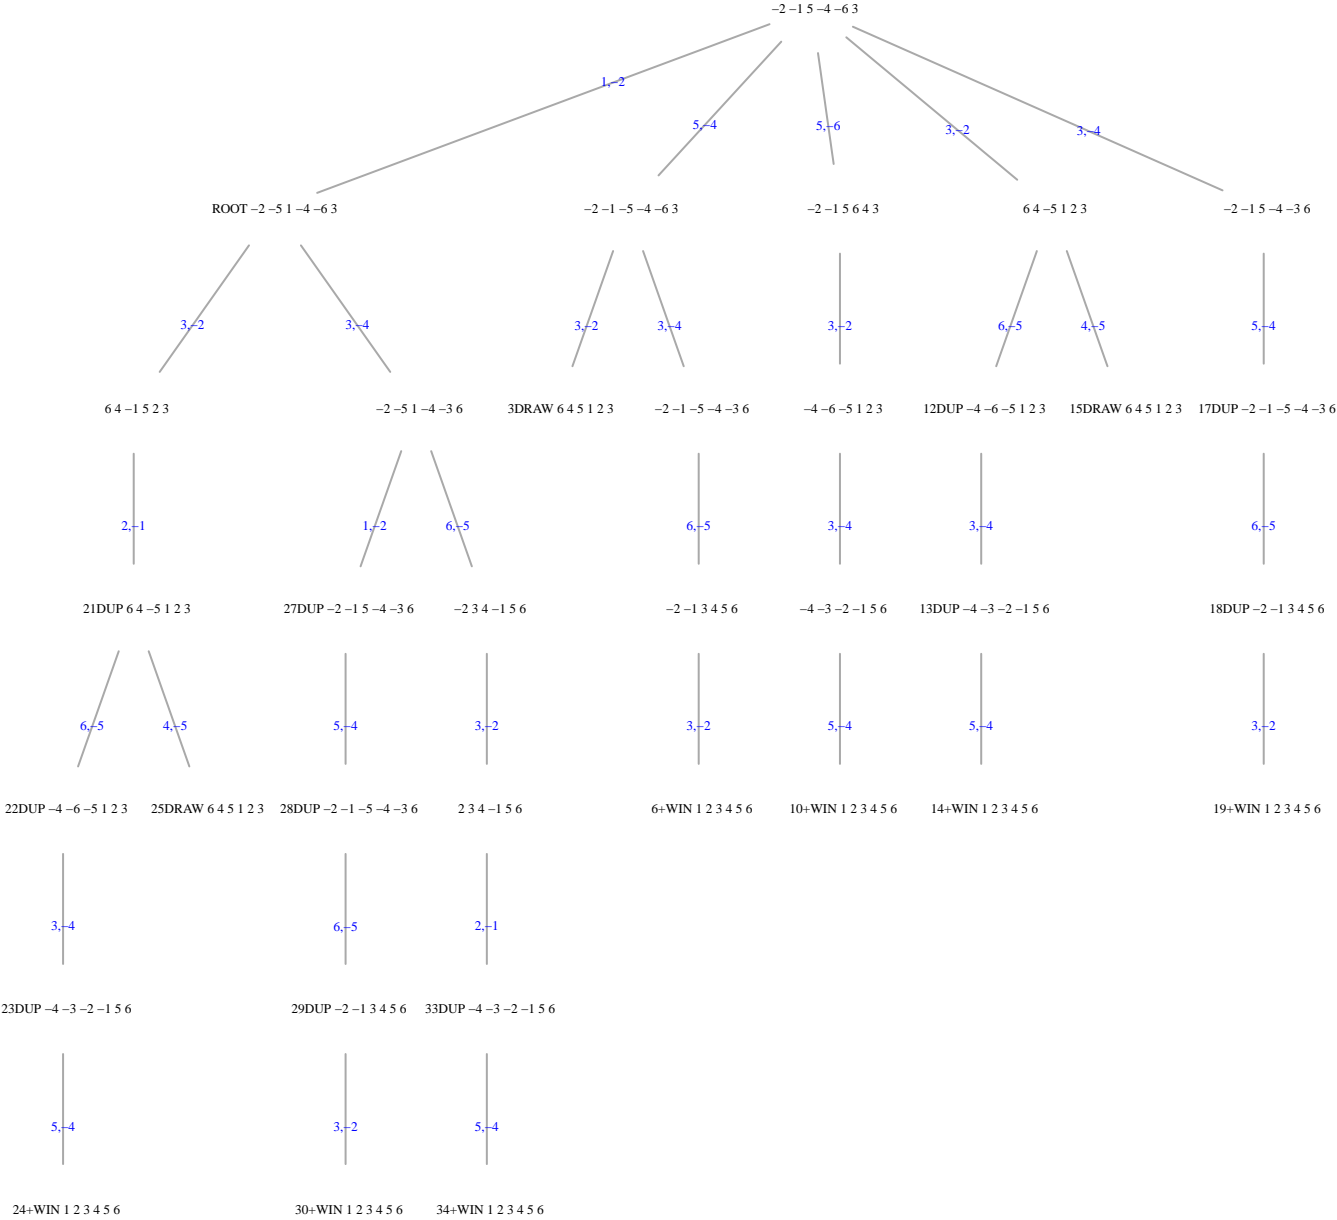 −2 −1 5 −4 −6 3
1,−2
5,−4
5,−6
3,−2
3,−4
ROOT −2 −5 1 −4 −6 3
−2 −1 −5 −4 −6 3
−2 −1 5 6 4 3
6 4 −5 1 2 3
−2 −1 5 −4 −3 6
3,−2
3,−4
3,−2
3,−4
3,−2
6,−5
4,−5
5,−4
6 4 −1 5 2 3
−2 −5 1 −4 −3 6
3DRAW 6 4 5 1 2 3
−2 −1 −5 −4 −3 6
−4 −6 −5 1 2 3
12DUP −4 −6 −5 1 2 3
15DRAW 6 4 5 1 2 3
17DUP −2 −1 −5 −4 −3 6
2,−1
1,−2
6,−5
6,−5
3,−4
3,−4
6,−5
21DUP 6 4 −5 1 2 3
27DUP −2 −1 5 −4 −3 6
−2 3 4 −1 5 6
−2 −1 3 4 5 6
−4 −3 −2 −1 5 6
13DUP −4 −3 −2 −1 5 6
18DUP −2 −1 3 4 5 6
6,−5
4,−5
5,−4
3,−2
3,−2
5,−4
5,−4
3,−2
22DUP −4 −6 −5 1 2 3
25DRAW 6 4 5 1 2 3
28DUP −2 −1 −5 −4 −3 6
2 3 4 −1 5 6
6+WIN 1 2 3 4 5 6
10+WIN 1 2 3 4 5 6
14+WIN 1 2 3 4 5 6
19+WIN 1 2 3 4 5 6
3,−4
6,−5
2,−1
23DUP −4 −3 −2 −1 5 6
29DUP −2 −1 3 4 5 6
33DUP −4 −3 −2 −1 5 6
5,−4
3,−2
5,−4
24+WIN 1 2 3 4 5 6
30+WIN 1 2 3 4 5 6
34+WIN 1 2 3 4 5 6